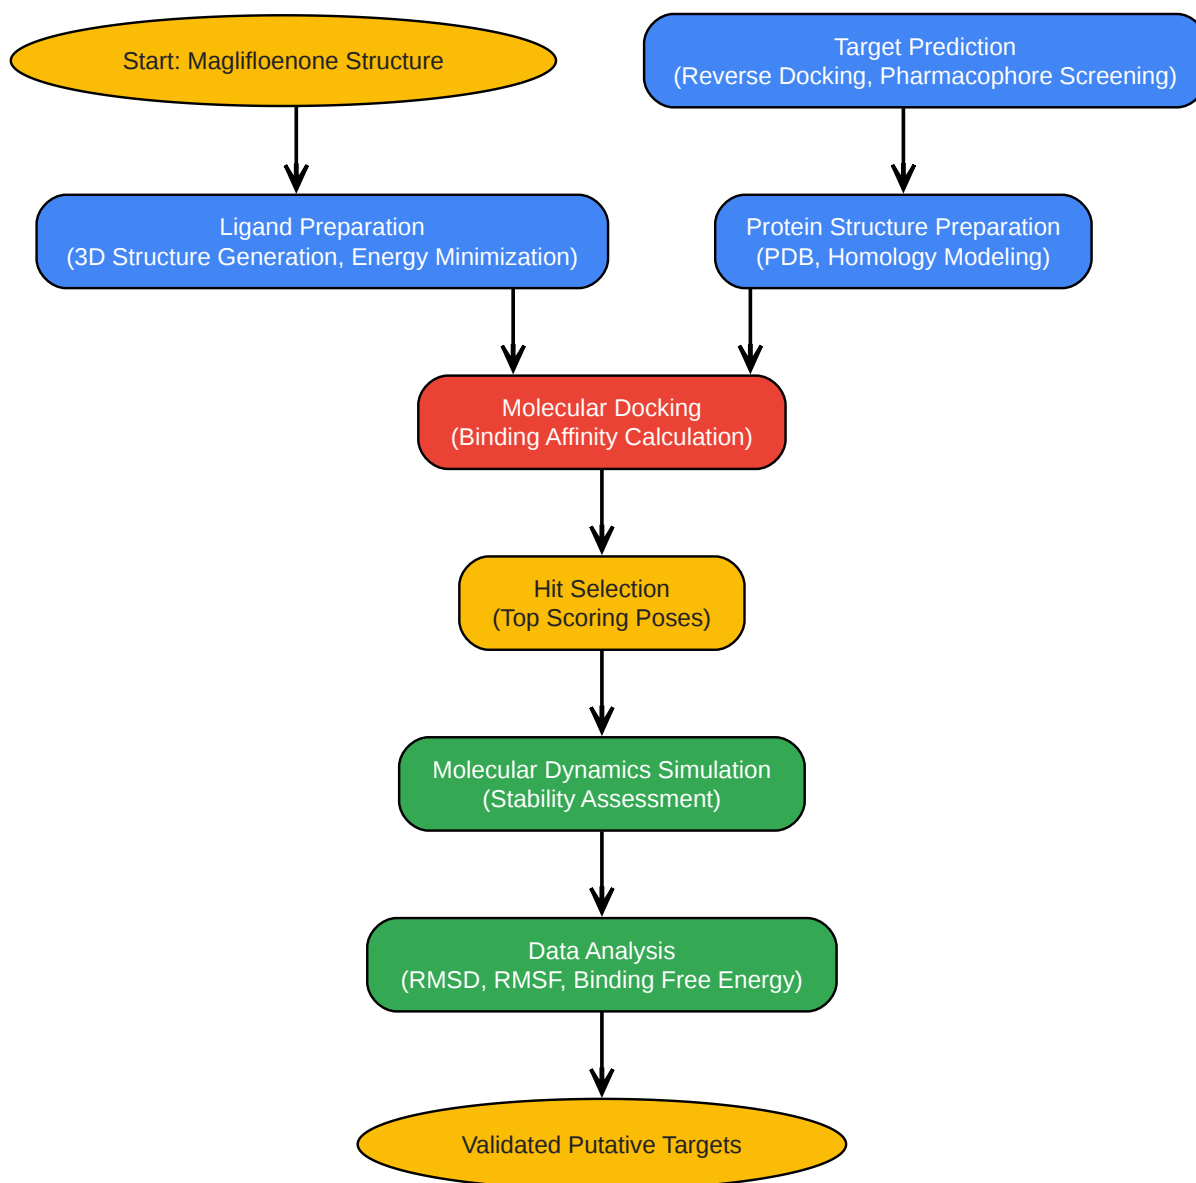 Start: Maglifloenone Structure
Target Prediction
(Reverse Docking, Pharmacophore Screening)
Ligand Preparation
(3D Structure Generation, Energy Minimization)
Protein Structure Preparation
(PDB, Homology Modeling)
Molecular Docking
(Binding Affinity Calculation)
Hit Selection
(Top Scoring Poses)
Molecular Dynamics Simulation
(Stability Assessment)
Data Analysis
(RMSD, RMSF, Binding Free Energy)
Validated Putative Targets